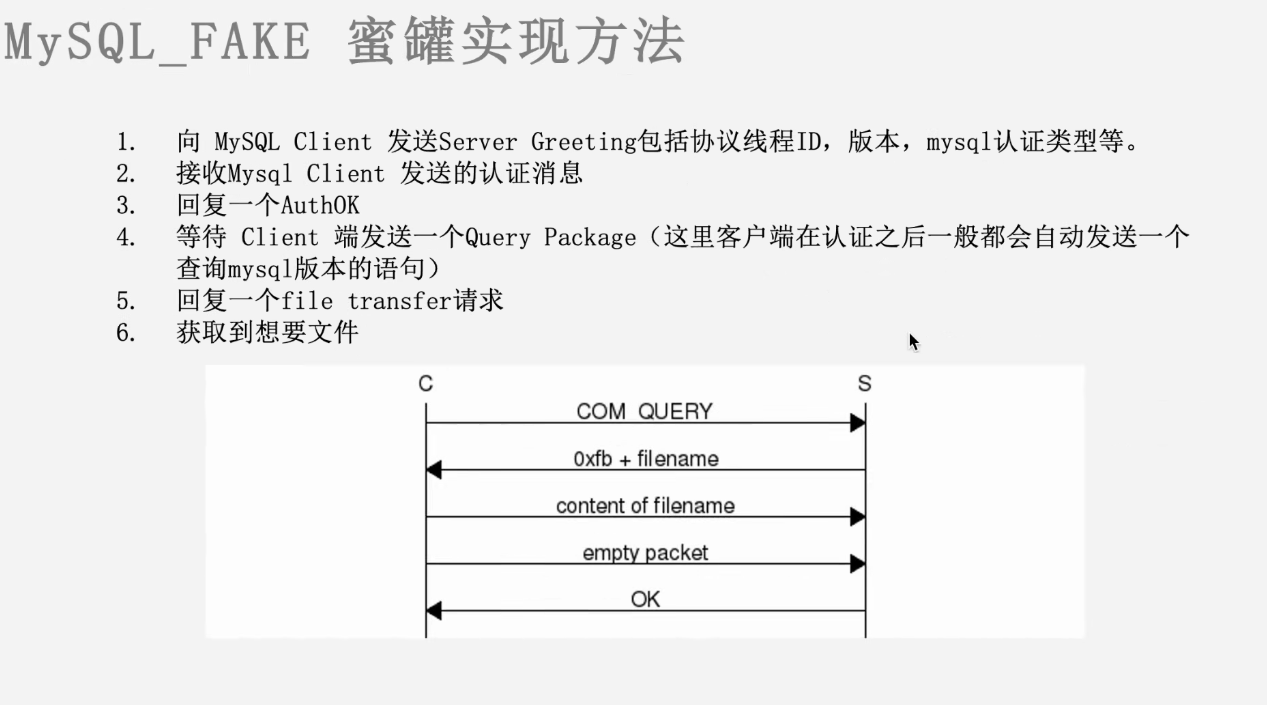 MySQL_FAKE 蜜罐实现方法
1. 向 MySQL Client 发送Server Greeting包括协议线程ID，版本，mysql认证类型等。
2. 接收Mysql Client 发送的认证消息
3. 回复一个AuthOK
4. 等待 Client 端发送一个Query Package（这里客户端在认证之后一般都会自动发送一个
查询mysql版本的语句）
5. 回复一个file transfer请求
6. 获取到想要文件
C S
COM_QUERY
0xfb + filename
content of filename
empty packet
OK